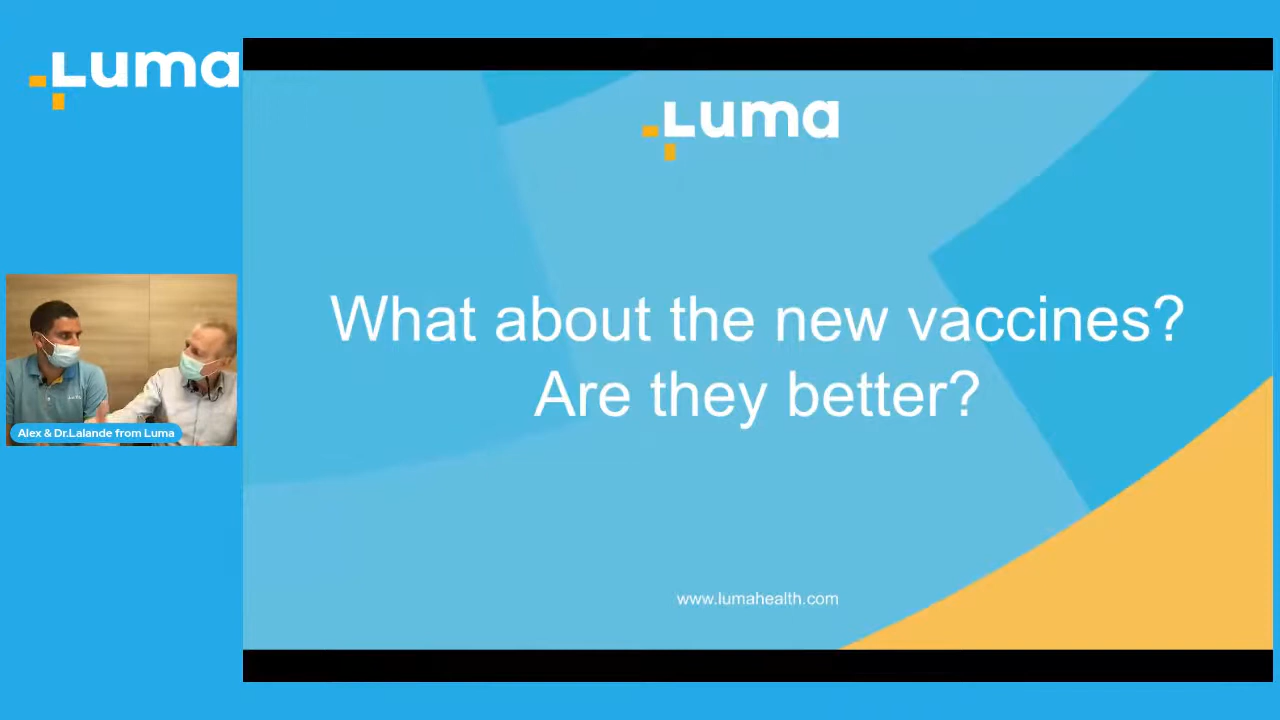 Luma
Luma
What about the new vaccines?
Are they better?
Alex & Dr.Lalande from Luma
www.lumahealth.com